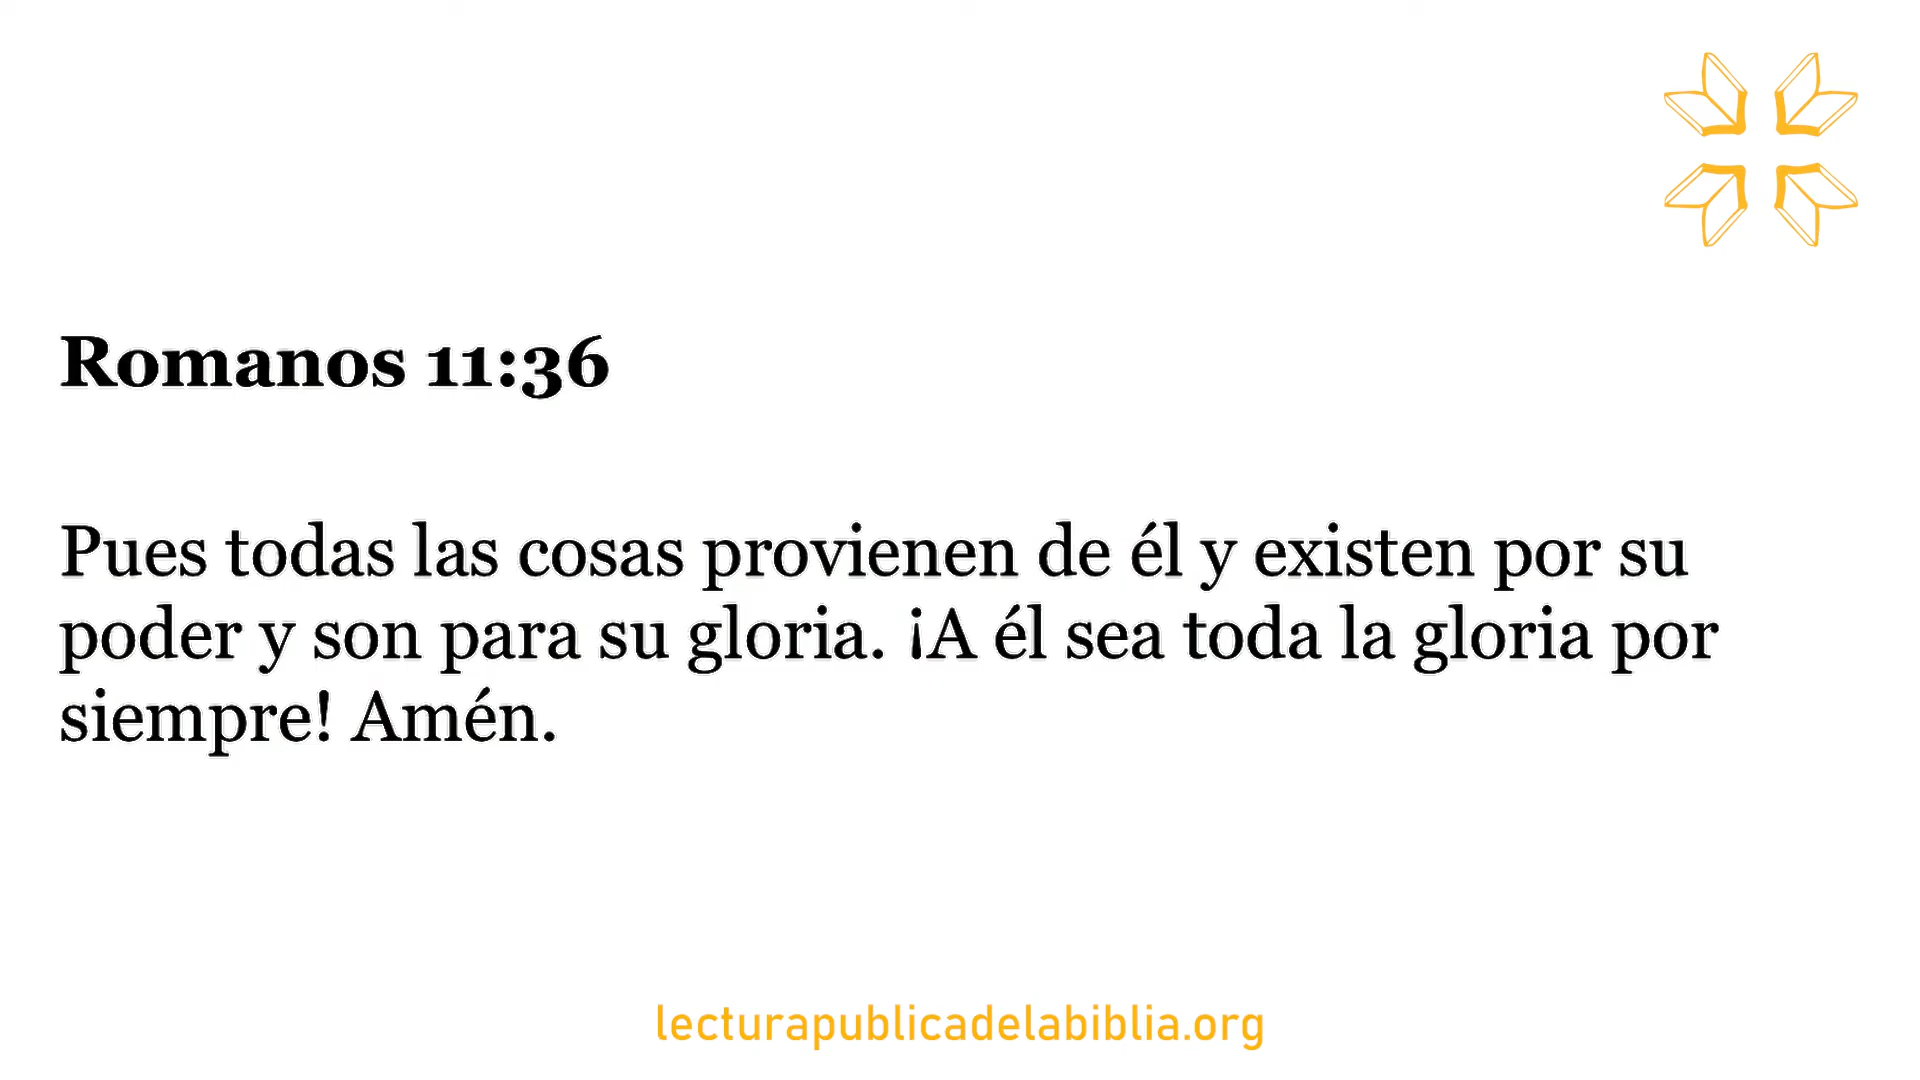 Romanos 11:36
Pues todas las cosas provienen de él y existen por su
poder y son para su gloria. ¡A él sea toda la gloria por
siempre! Amén.
lecturapublicadelabiblia.org